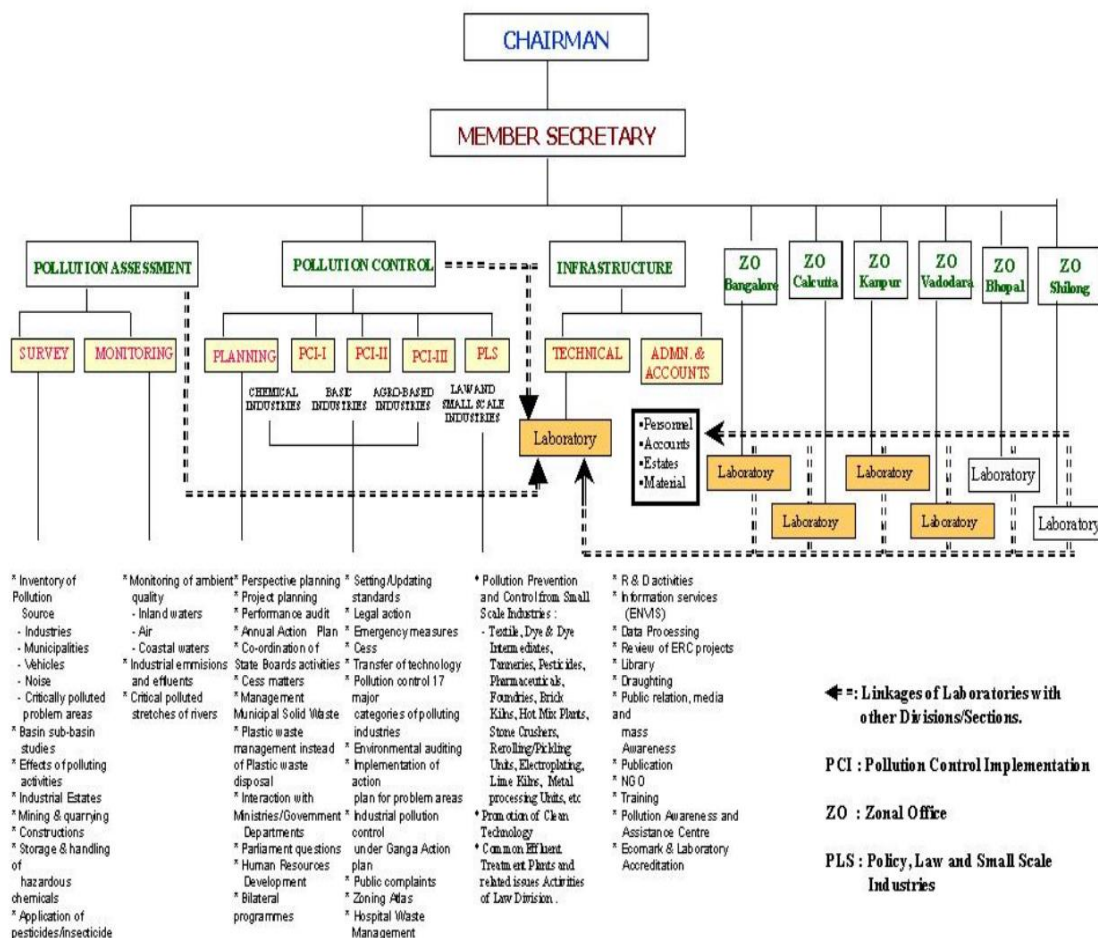 CHAIRMAN
MEMBER SECRETARY
POLLUTION ASSESSMENT
POLLUTION CONTROL
INFRASTRUCTURE
ZO
Bangalore
ZO
Calcutta
ZO
Kanpur
ZO
Vadodara
ZO
Bhopal
ZO
Shilong
SURVEY
MONITORING
PLANNING
PCI-I
PCI-II
PCI-III
PLS
TECHNICAL
ADMN. &
ACCOUNTS
CHEMICAL
INDUSTRIES
BASIC
INDUSTRIES
AGRO-BASED
INDUSTRIES
LAW AND
SMALL SCALE
INDUSTRIES
Laboratory
▪Personnel
▪Accounts
▪Estates
▪Material
Laboratory
Laboratory
Laboratory
Laboratory
Laboratory
Laboratory
* Inventory of
Pollution
Source
- Industries
- Municipalities
- Vehicles
- Noise
- Critically polluted
problem areas
* Basin sub-basin
studies
* Effects of polluting
activities
* Industrial Estates
* Mining & quarrying
* Constructions
* Storage & handling
of
hazardous
chemicals
* Application of
pesticides/insecticide
* Monitoring of ambient
quality
- Inland waters
- Air
- Coastal waters
* Industrial emmisions
and effluents
* Critical polluted
stretches of rivers
* Perspective planning
* Project planning
* Performance audit
* Annual Action Plan
* Co-ordination of
State Boards activities
* Cess matters
* Management
Municipal Solid Waste
* Plastic waste
management instead
of Plastic waste
disposal
* Interaction with
Ministries/Government
Departments
* Parliament questions
* Human Resources
Development
* Bilateral
programmes
* Setting/Updating
standards
* Legal action
* Emergency measures
* Cess
* Transfer of technology
* Pollution control 17
major
categories of polluting
industries
* Environmental auditing
* Implementation of
action
plan for problem areas
* Industrial pollution
control
under Ganga Action
plan
* Public complaints
* Zoning Atlas
* Hospital Waste
Management
* Pollution Prevention
and Control from Small
Scale Industries :
- Textile, Dye & Dye
Intermediates,
Tanneries, Pesticides,
Pharmaceuticals,
Foundries, Brick
Kilns, Hot Mix Plants,
Stone Crushers,
Rerolling/Pickling
Units, Electroplating,
Lime Kilns, Metal
processing Units, etc
* Promotion of Clean
Technology
* Common Effluent
Treatment Plants and
related issues Activities
of Law Division .
* R & D activities
* Information services
(ENVIS)
* Data Processing
* Review of ERC projects
* Library
* Draughting
* Public relation, media
and
mass
Awareness
* Publication
* NGO
* Training
* Pollution Awareness and
Assistance Centre
* Ecomark & Laboratory
Accreditation
: Linkages of Laboratories with
other Divisions/Sections.
PCI : Pollution Control Implementation
ZO : Zonal Office
PLS : Policy, Law and Small Scale
Industries